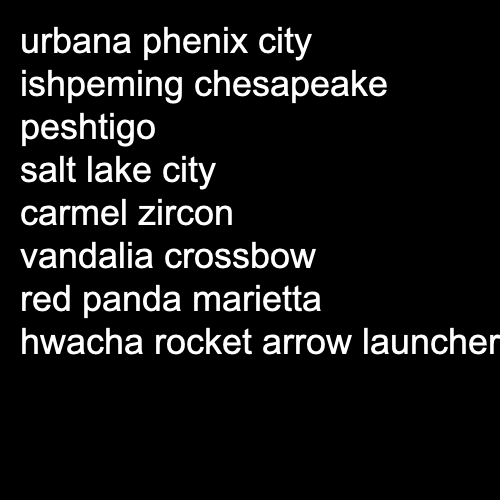 urbana phenix city
ishpeming chesapeake
peshtigo
salt lake city
carmel zircon
vandalia crossbow
red panda marietta
hwacha rocket arrow launcher